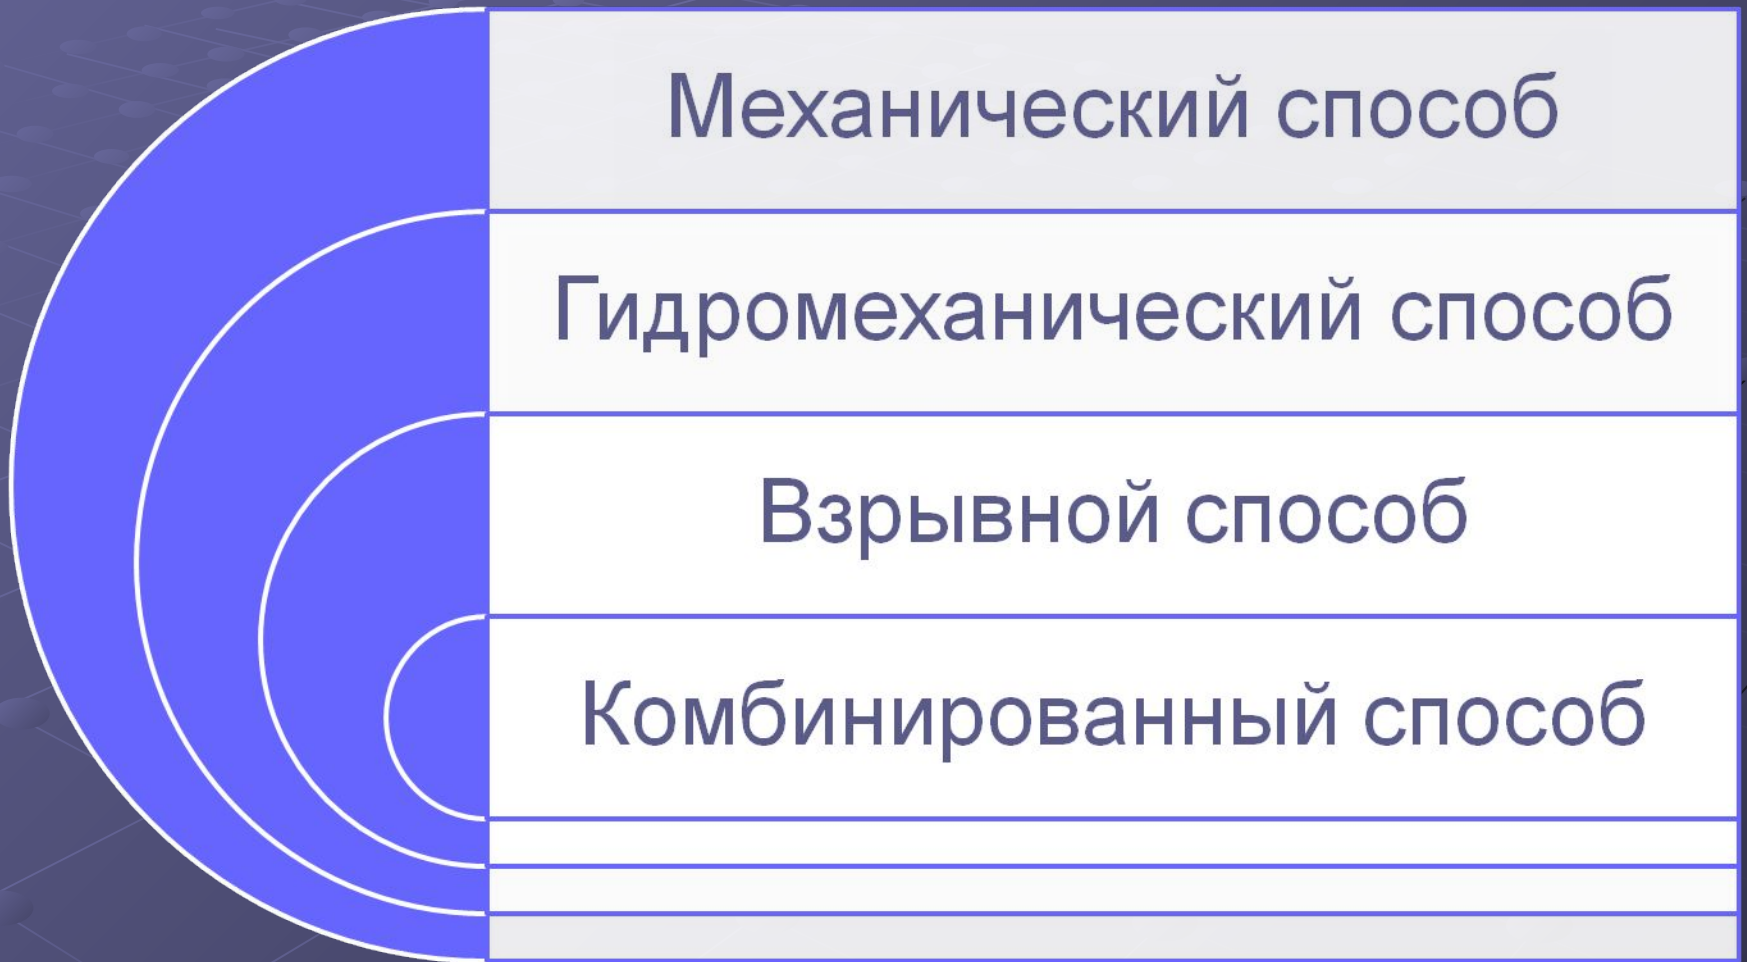 Механический способ
Гидромеханический способ
Взрывной способ
Комбинированный способ